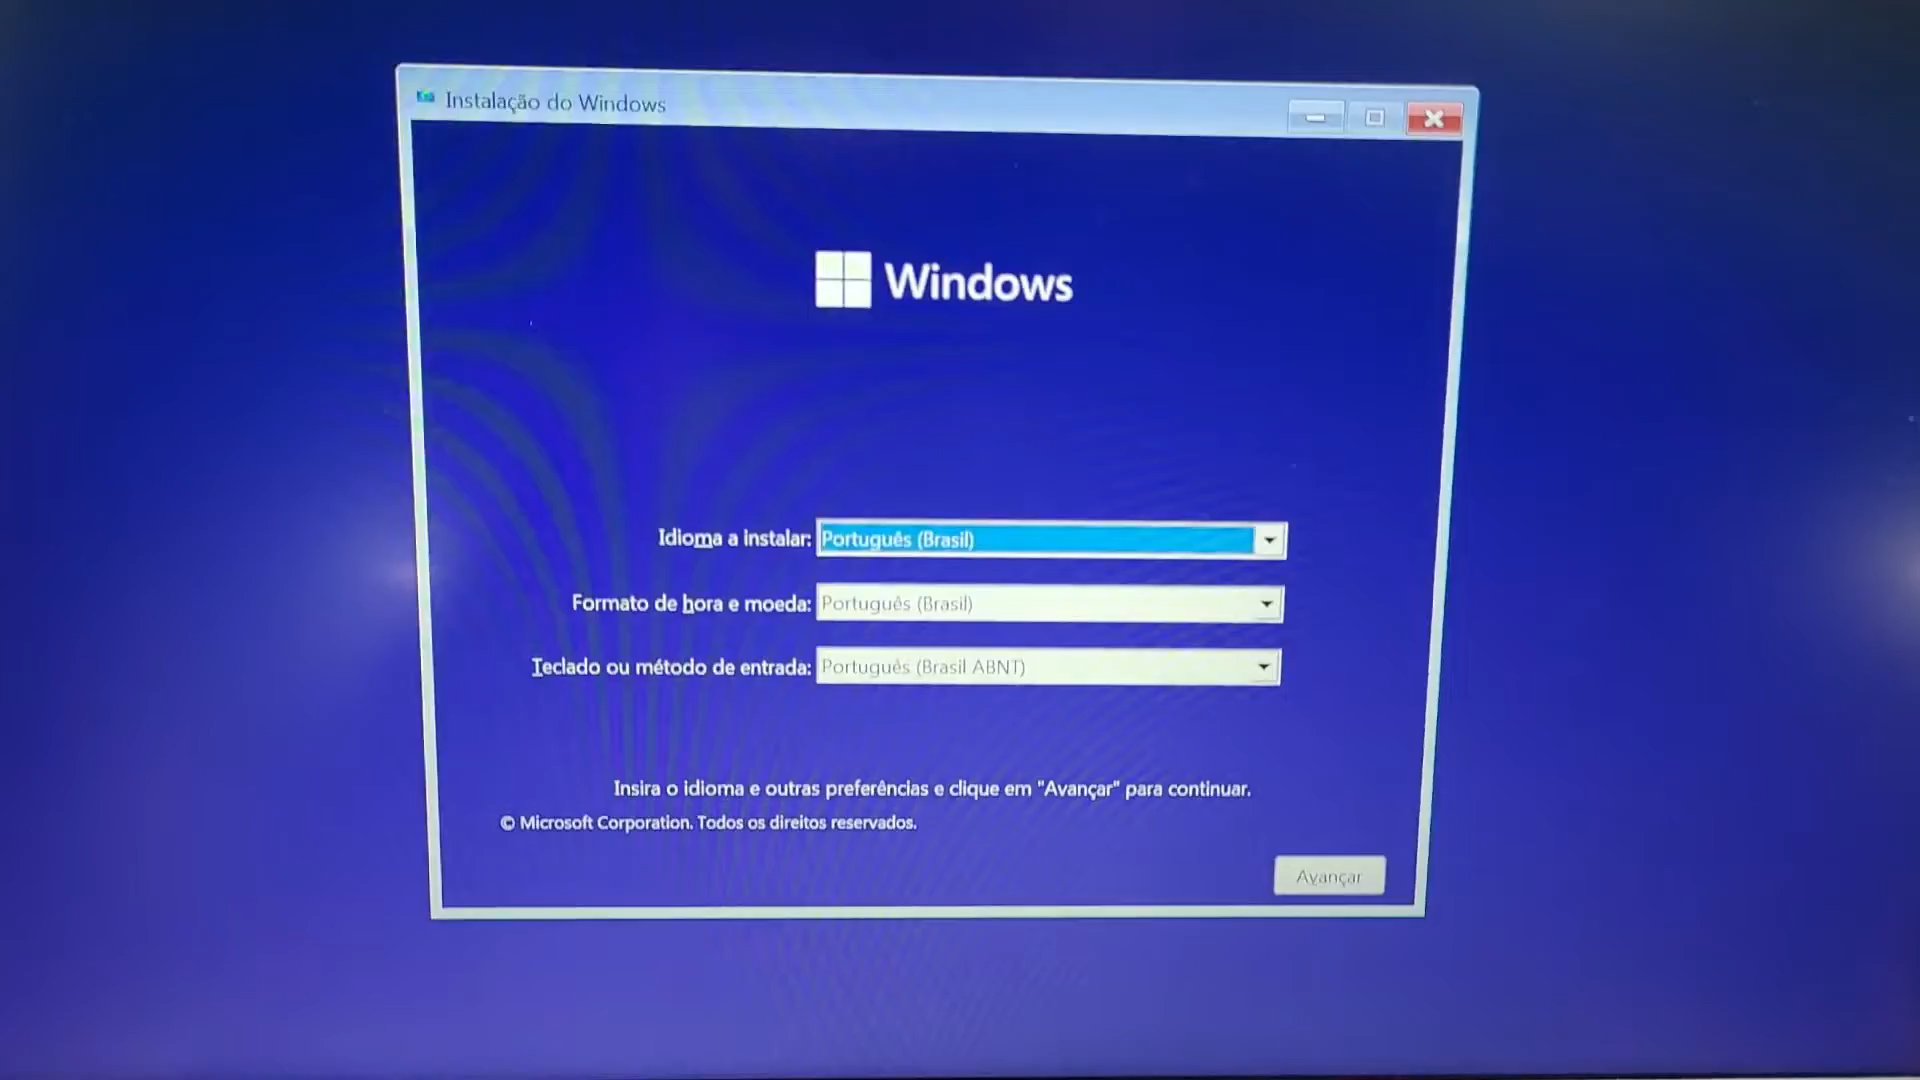 Instalação do Windows
Windows
Idioma a instalar: Português (Brasil)
Formato de hora e moeda: Português (Brasil)
Teclado ou método de entrada: Português (Brasil ABNT)
Insira o idioma e outras preferências e clique em "Avançar" para continuar.
© Microsoft Corporation. Todos os direitos reservados.
Avançar